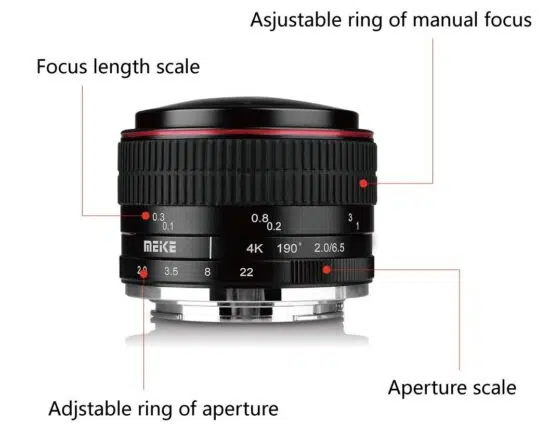 Asjustable ring of manual focus
Focus length scale
0.3 0.8 3
0.1 0.2 1
MEIKE 4K 190° 2.0/6.5
2.0 3.5 8 22
Aperture scale
Adjstable ring of aperture